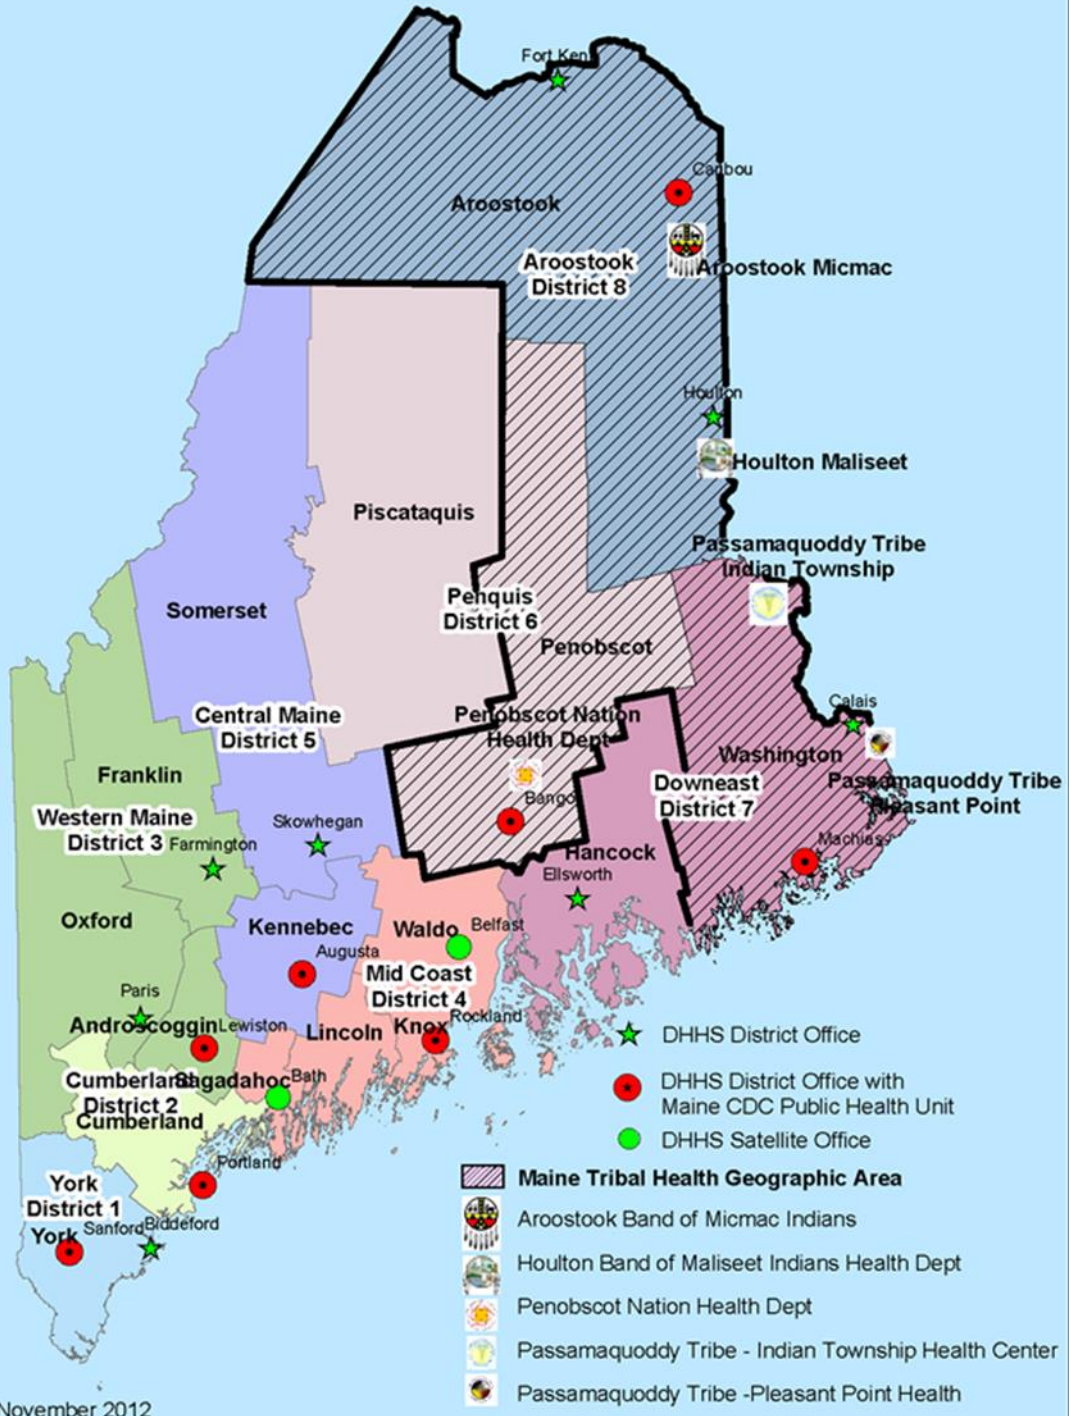 Fort Ken
Caribou
Aroostook
Aroostook
District 8
Aroostook Micmac
Houlton
Houlton Maliseet
Piscataquis
Passamaquoddy Tribe
Indian Township
Penquis
District 6
Somerset
Penobscot
Calais
Penobscot Nation
Health Dept
Central Maine
District 5
Washington
Franklin
Downeast
District 7
Passamaquoddy Tribe
Pleasant Point
Bangor
Western Maine
District 3
Farmington
Skowhegan
Machias
Hancock
Ellsworth
Oxford
Kennebec
Waldo
Belfast
Augusta
Mid Coast
District 4
Paris
Androscoggin
Lewiston
Lincoln
Knox
Rockland
DHHS District Office
Cumberland
District 2
Sagadahoc
Bath
DHHS District Office with
Maine CDC Public Health Unit
Cumberland
DHHS Satellite Office
Portland
Maine Tribal Health Geographic Area
York
District 1
Aroostook Band of Micmac Indians
York
Sanford
Biddeford
Houlton Band of Maliseet Indians Health Dept
Penobscot Nation Health Dept
Passamaquoddy Tribe - Indian Township Health Center
Passamaquoddy Tribe -Pleasant Point Health
November 2012